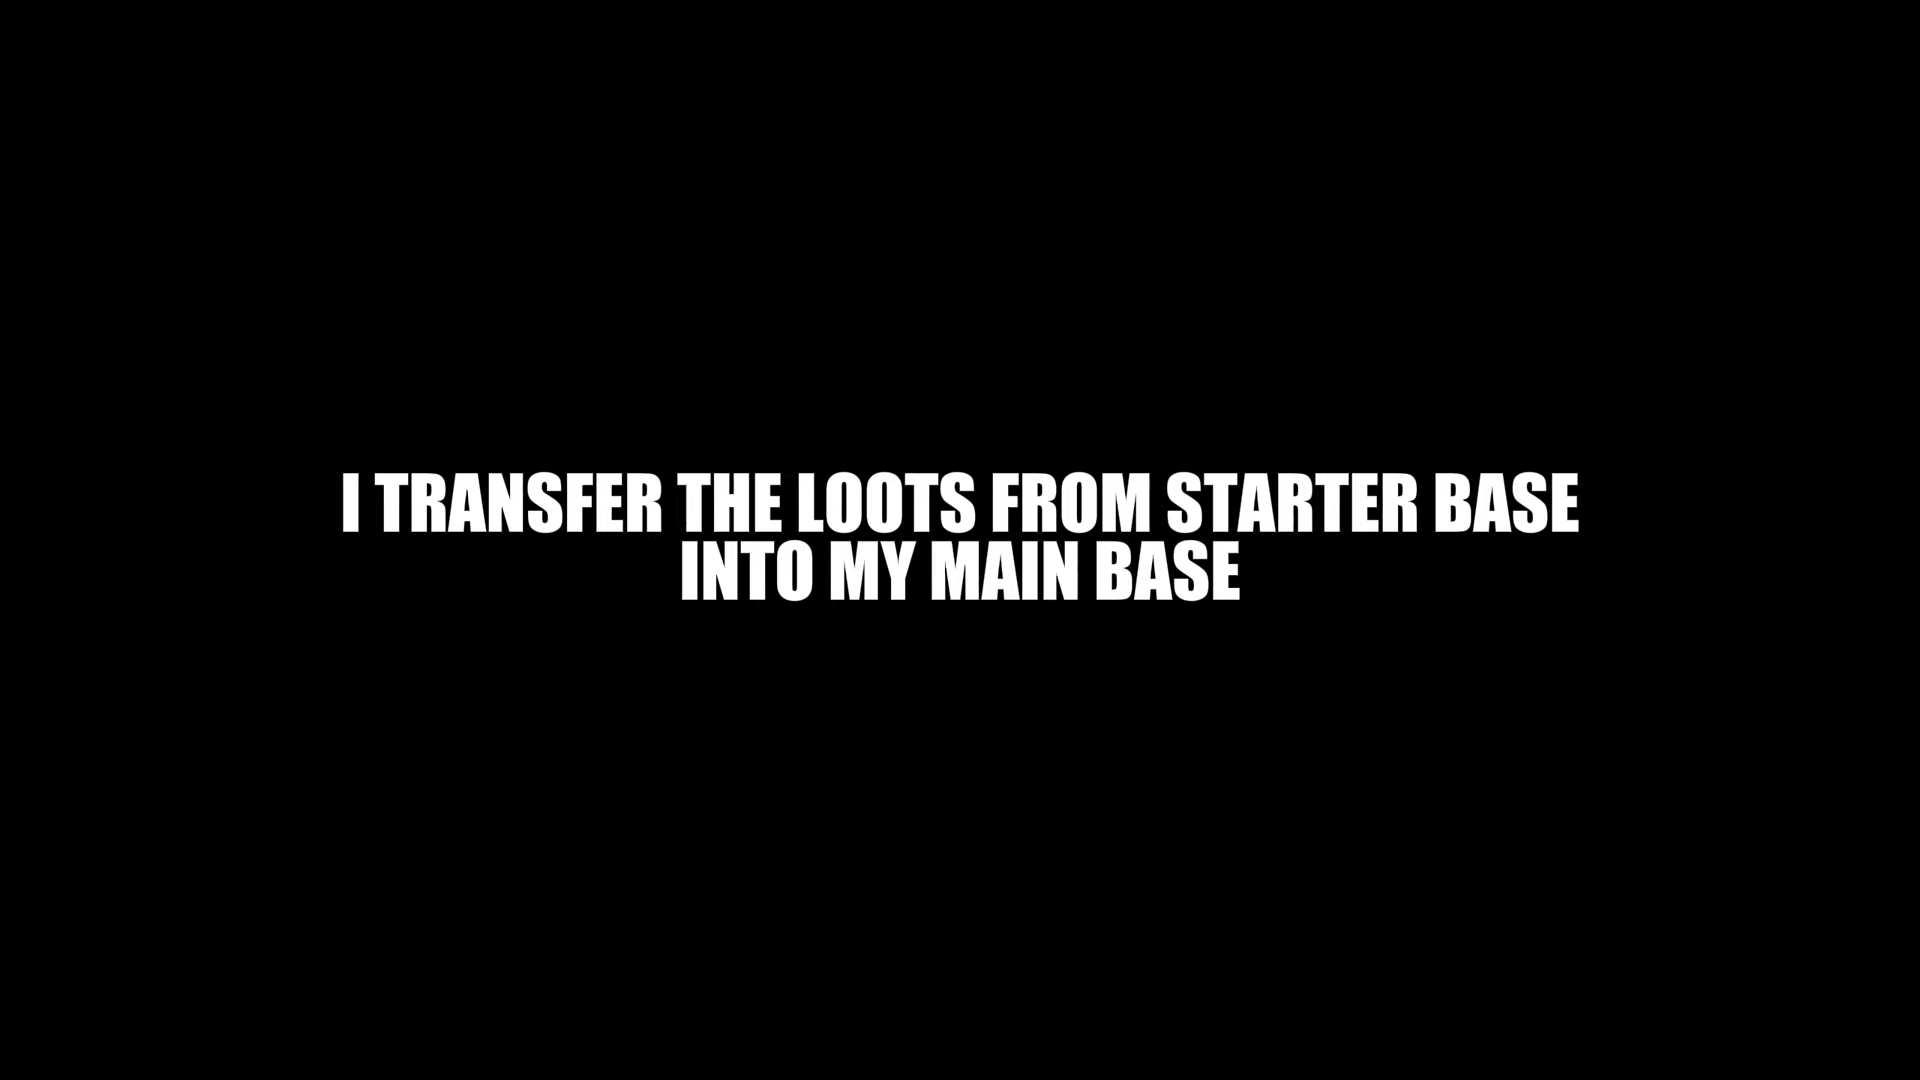 I TRANSFER THE LOOTS FROM STARTER BASE
INTO MY MAIN BASE